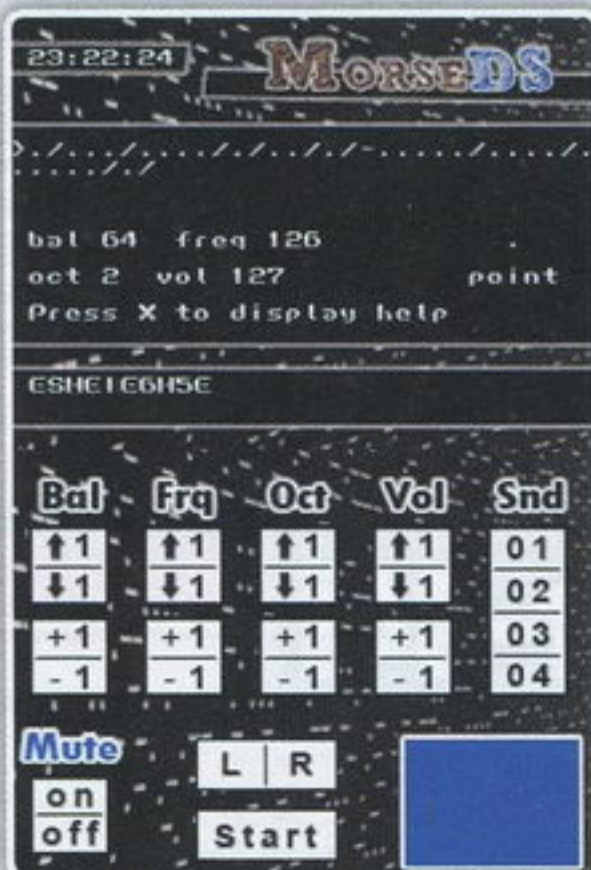 23:22:24
MorseDS
>./.../...././../-/-...../..../.
...../-/
bal 64 freq 126 .
oct 2 vol 127 point
Press X to display help
ESHEIE6H5E
Bal Frq Oct Vol Snd
↑1 ↑1 ↑1 ↑1 01
↓1 ↓1 ↓1 ↓1 02
+1 +1 +1 +1 03
-1 -1 -1 -1 04
Mute
on
off
L | R
Start